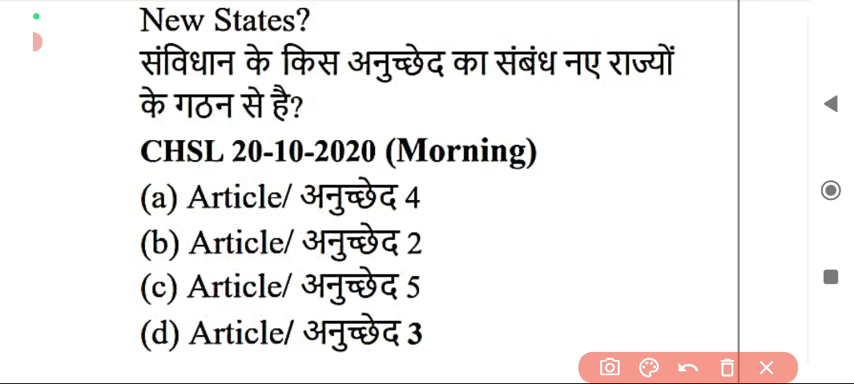 New States?
संविधान के किस अनुच्छेद का संबंध नए राज्यों
के गठन से है?
CHSL 20-10-2020 (Morning)
(a) Article/ अनुच्छेद 4
(b) Article/ अनुच्छेद 2
(c) Article/ अनुच्छेद 5
(d) Article/ अनुच्छेद 3